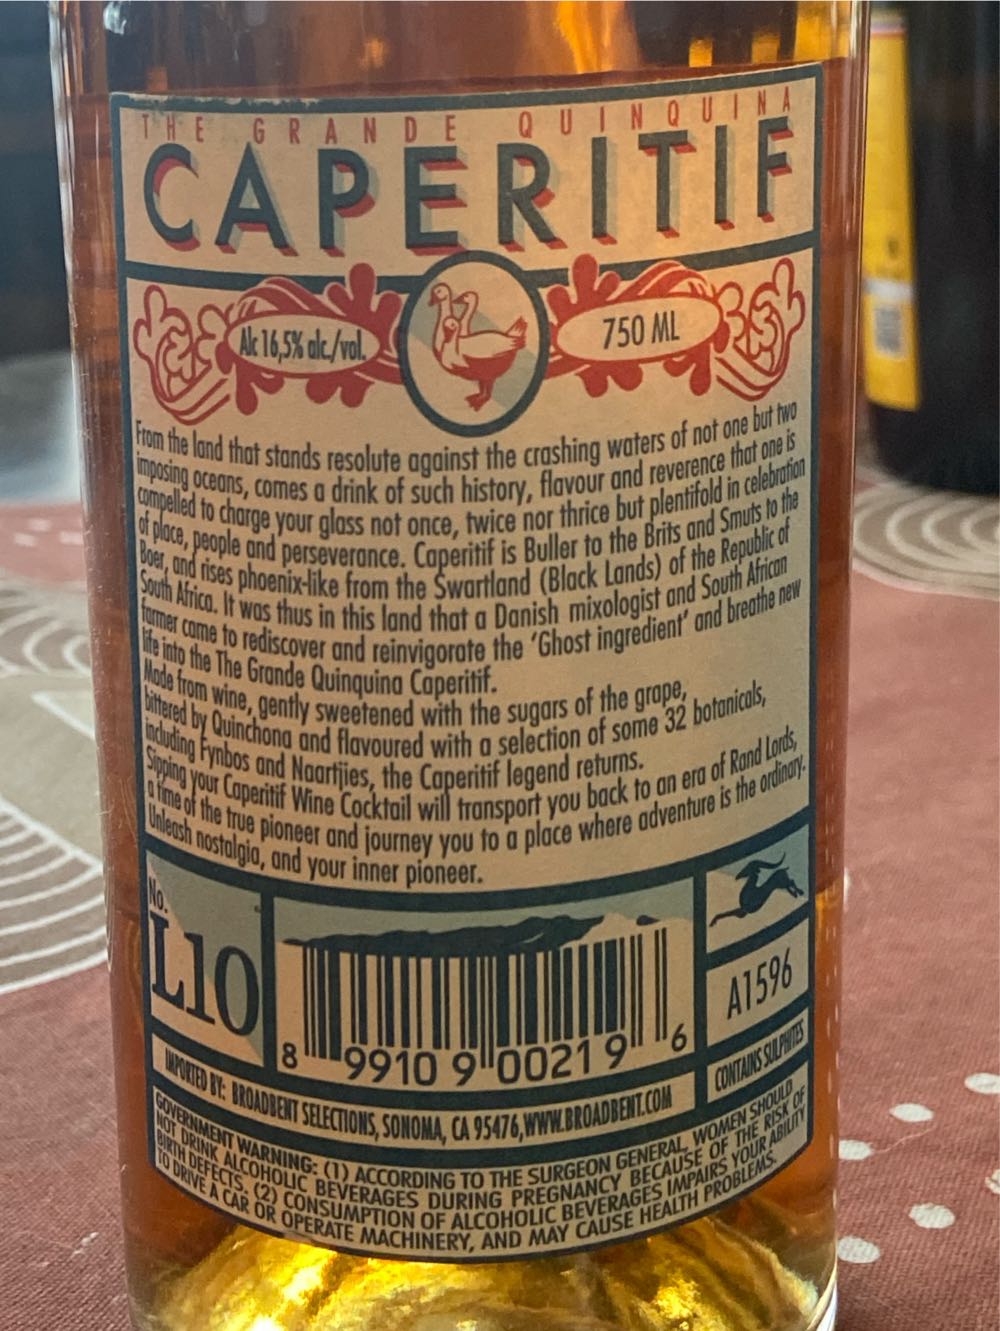 THE GRANDE QUINQUINA
CAPERITIF
Alc 16,5% alc./vol.
750 ML
From the land that stands resolute against the crashing waters of not one but two
imposing oceans, comes a drink of such history, flavour and reverence that one is
compelled to charge your glass not once, twice nor thrice but plentifold in celebration
of place, people and perseverance. Caperitif is Buller to the Brits and Smuts to the
Boer, and rises phoenix-like from the Swartland (Black Lands) of the Republic of
South Africa. It was thus in this land that a Danish mixologist and South African
farmer came to rediscover and reinvigorate the 'Ghost ingredient' and breathe new
life into the The Grande Quinquina Caperitif.
Made from wine, gently sweetened with the sugars of the grape,
bittered by Quinchona and flavoured with a selection of some 32 botanicals,
including Fynbos and Naartjies, the Caperitif legend returns.
Sipping your Caperitif Wine Cocktail will transport you back to an era of Rand Lords,
a time of the true pioneer and journey you to a place where adventure is the ordinary.
Unleash nostalgia, and your inner pioneer.
No.
L10
8 99109 00219 6
A1596
IMPORTED BY: BROADBENT SELECTIONS, SONOMA, CA 95476, WWW.BROADBENT.COM
CONTAINS SULPHITES
GOVERNMENT WARNING: (1) ACCORDING TO THE SURGEON GENERAL, WOMEN SHOULD
NOT DRINK ALCOHOLIC BEVERAGES DURING PREGNANCY BECAUSE OF THE RISK OF
BIRTH DEFECTS. (2) CONSUMPTION OF ALCOHOLIC BEVERAGES IMPAIRS YOUR ABILITY
TO DRIVE A CAR OR OPERATE MACHINERY, AND MAY CAUSE HEALTH PROBLEMS.